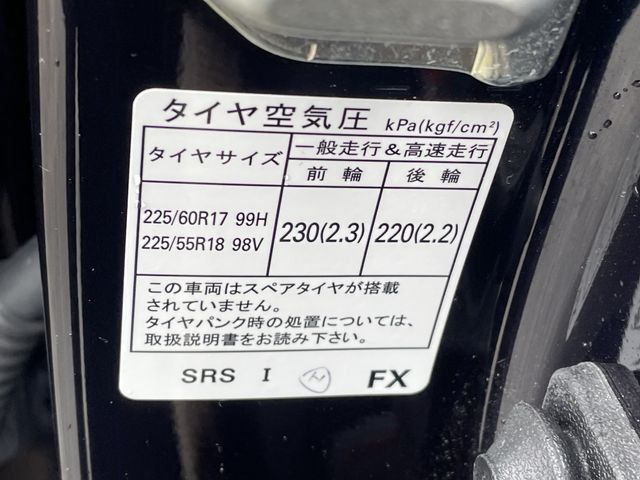 タイヤ空気圧 kPa(kgf/cm²)
タイヤサイズ 一般走行&高速走行
前輪 後輪
225/60R17 99H
225/55R18 98V
230(2.3) 220(2.2)
この車両はスペアタイヤが搭載
されていません。
タイヤパンク時の処置については、
取扱説明書をお読み下さい。
SRS I FX